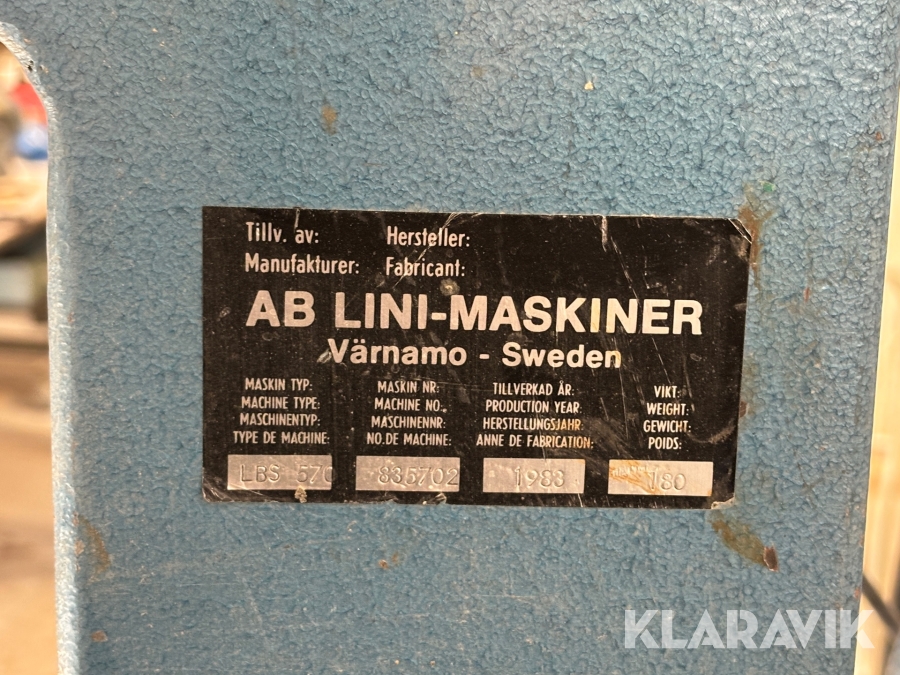 Tillv. av: Hersteller:
Manufakturer: Fabricant:
AB LINI-MASKINER
Värnamo - Sweden
MASKIN TYP: MASKIN NR: TILLVERKAD ÅR: VIKT:
MACHINE TYPE: MACHINE NO: PRODUCTION YEAR: WEIGHT:
MASCHINENTYP: MASCHINENNR: HERSTELLUNGSJAHR: GEWICHT:
TYPE DE MACHINE: NO. DE MACHINE: ANNE DE FABRICATION: POIDS:
LBS 570 835702 1983 180
KLARAVIK